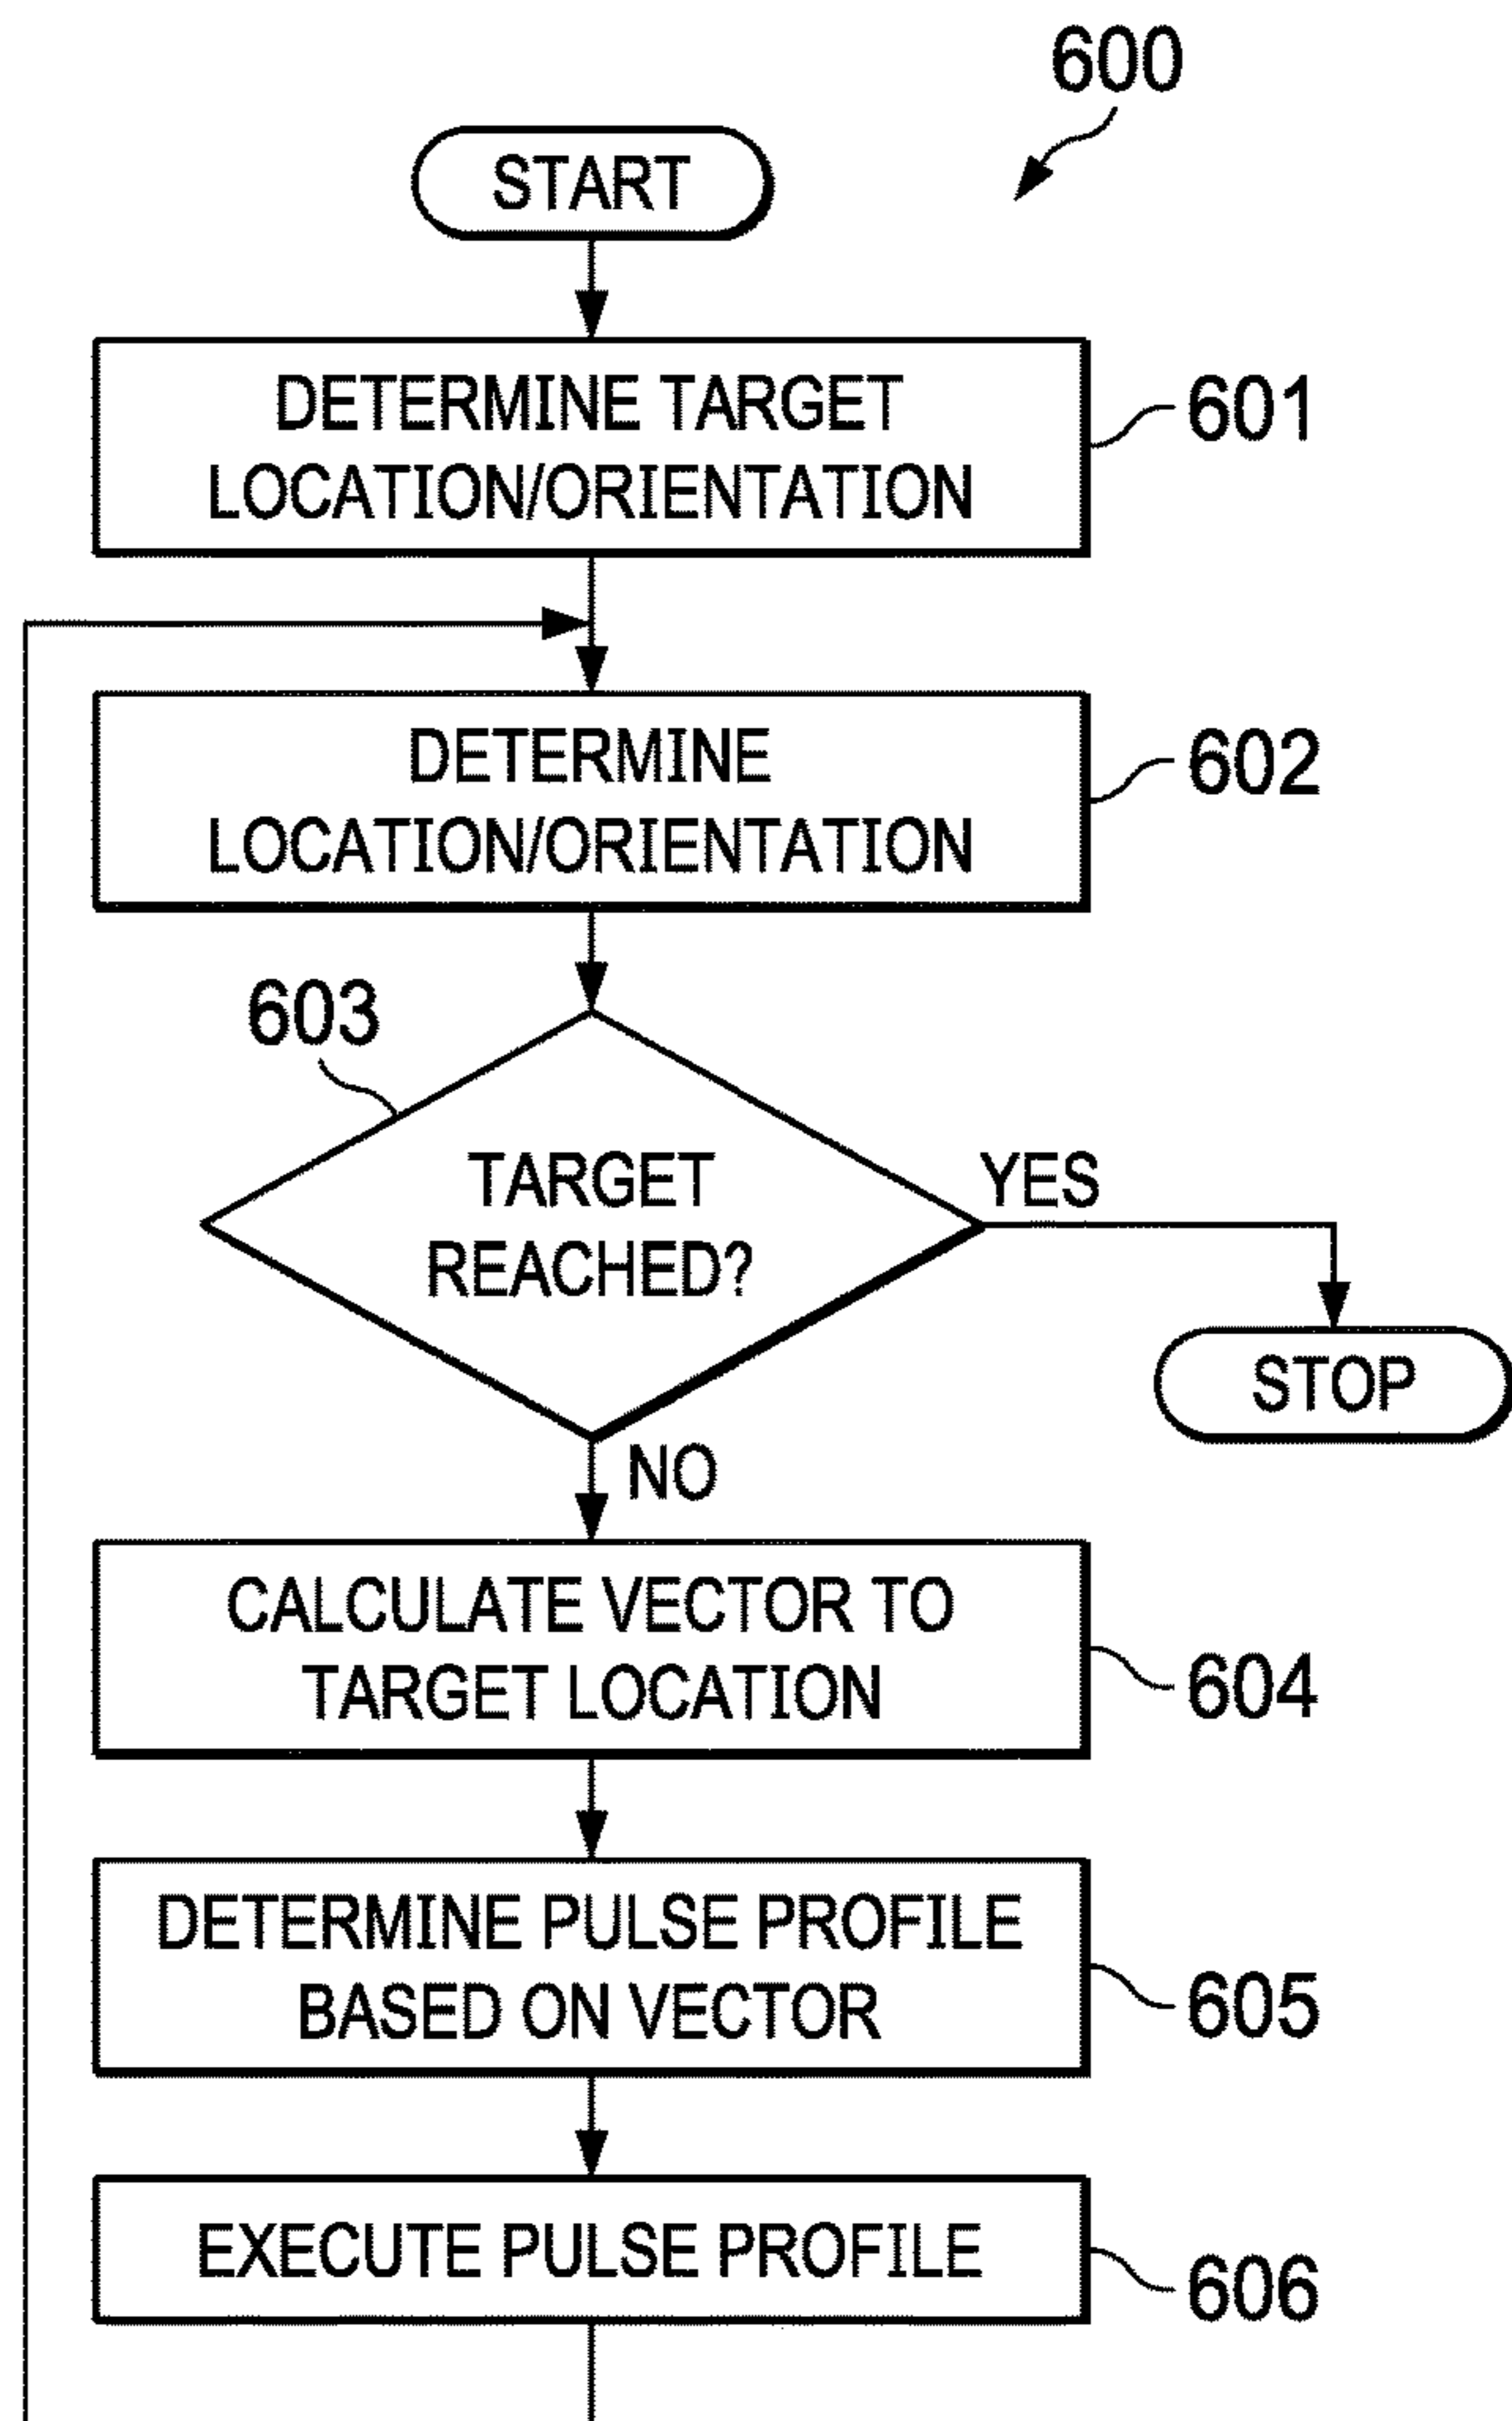 600
START
DETERMINE TARGET
LOCATION/ORIENTATION
601
DETERMINE
LOCATION/ORIENTATION
602
603
TARGET
REACHED?
YES
STOP
NO
CALCULATE VECTOR TO
TARGET LOCATION
604
DETERMINE PULSE PROFILE
BASED ON VECTOR
605
EXECUTE PULSE PROFILE
606